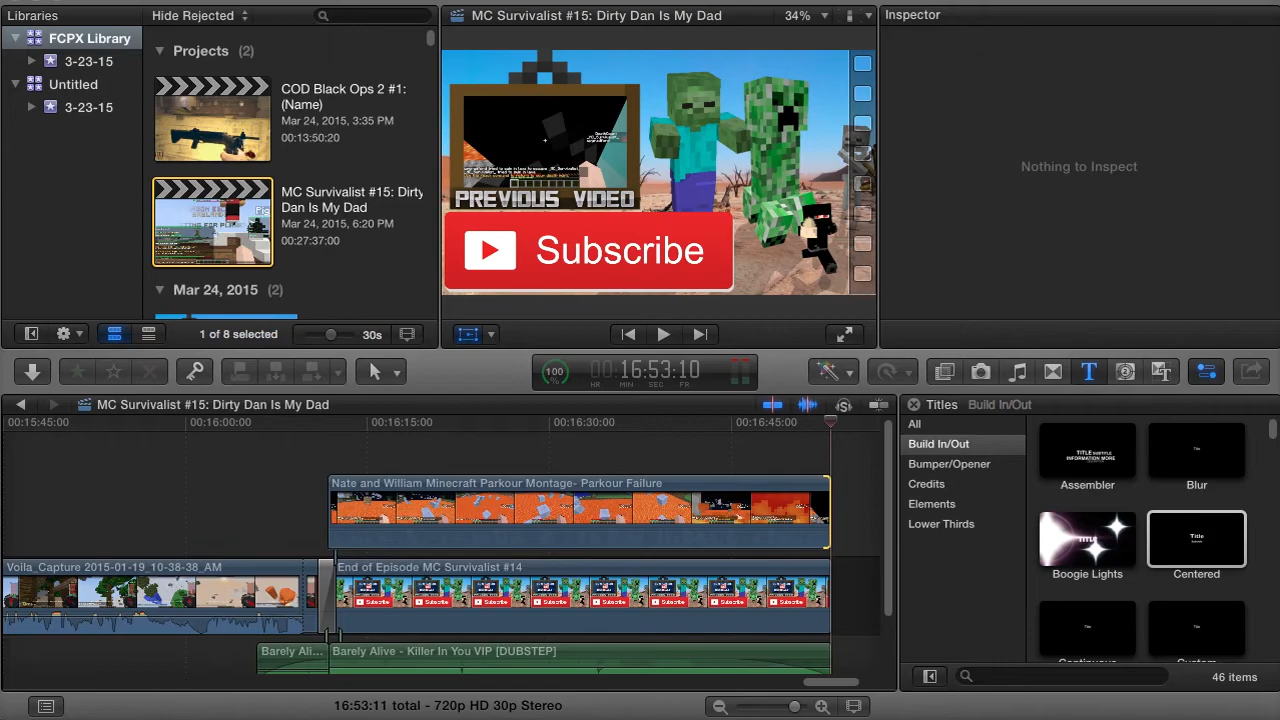 Libraries
Hide Rejected
MC Survivalist #15: Dirty Dan Is My Dad
34%
Inspector
FCPX Library
3-23-15
Untitled
3-23-15
Projects (2)
COD Black Ops 2 #1:
(Name)
Mar 24, 2015, 3:35 PM
00:13:50:20
MC Survivalist #15: Dirty
Dan Is My Dad
Mar 24, 2015, 6:20 PM
00:27:37:00
Mar 24, 2015 (2)
PREVIOUS VIDEO
Subscribe
Nothing to Inspect
1 of 8 selected
30s
100
%
00:16:53:10
HR MIN SEC FR
MC Survivalist #15: Dirty Dan Is My Dad
00:15:45:00
00:16:00:00
00:16:15:00
00:16:30:00
00:16:45:00
Nate and William Minecraft Parkour Montage- Parkour Failure
Voila_Capture 2015-01-19_10-38-38_AM
End of Episode MC Survivalist #14
Barely Ali...
Barely Alive - Killer In You VIP [DUBSTEP]
Titles Build In/Out
All
Build In/Out
Bumper/Opener
Credits
Elements
Lower Thirds
Assembler
Blur
Boogie Lights
Centered
46 items
16:53:11 total - 720p HD 30p Stereo